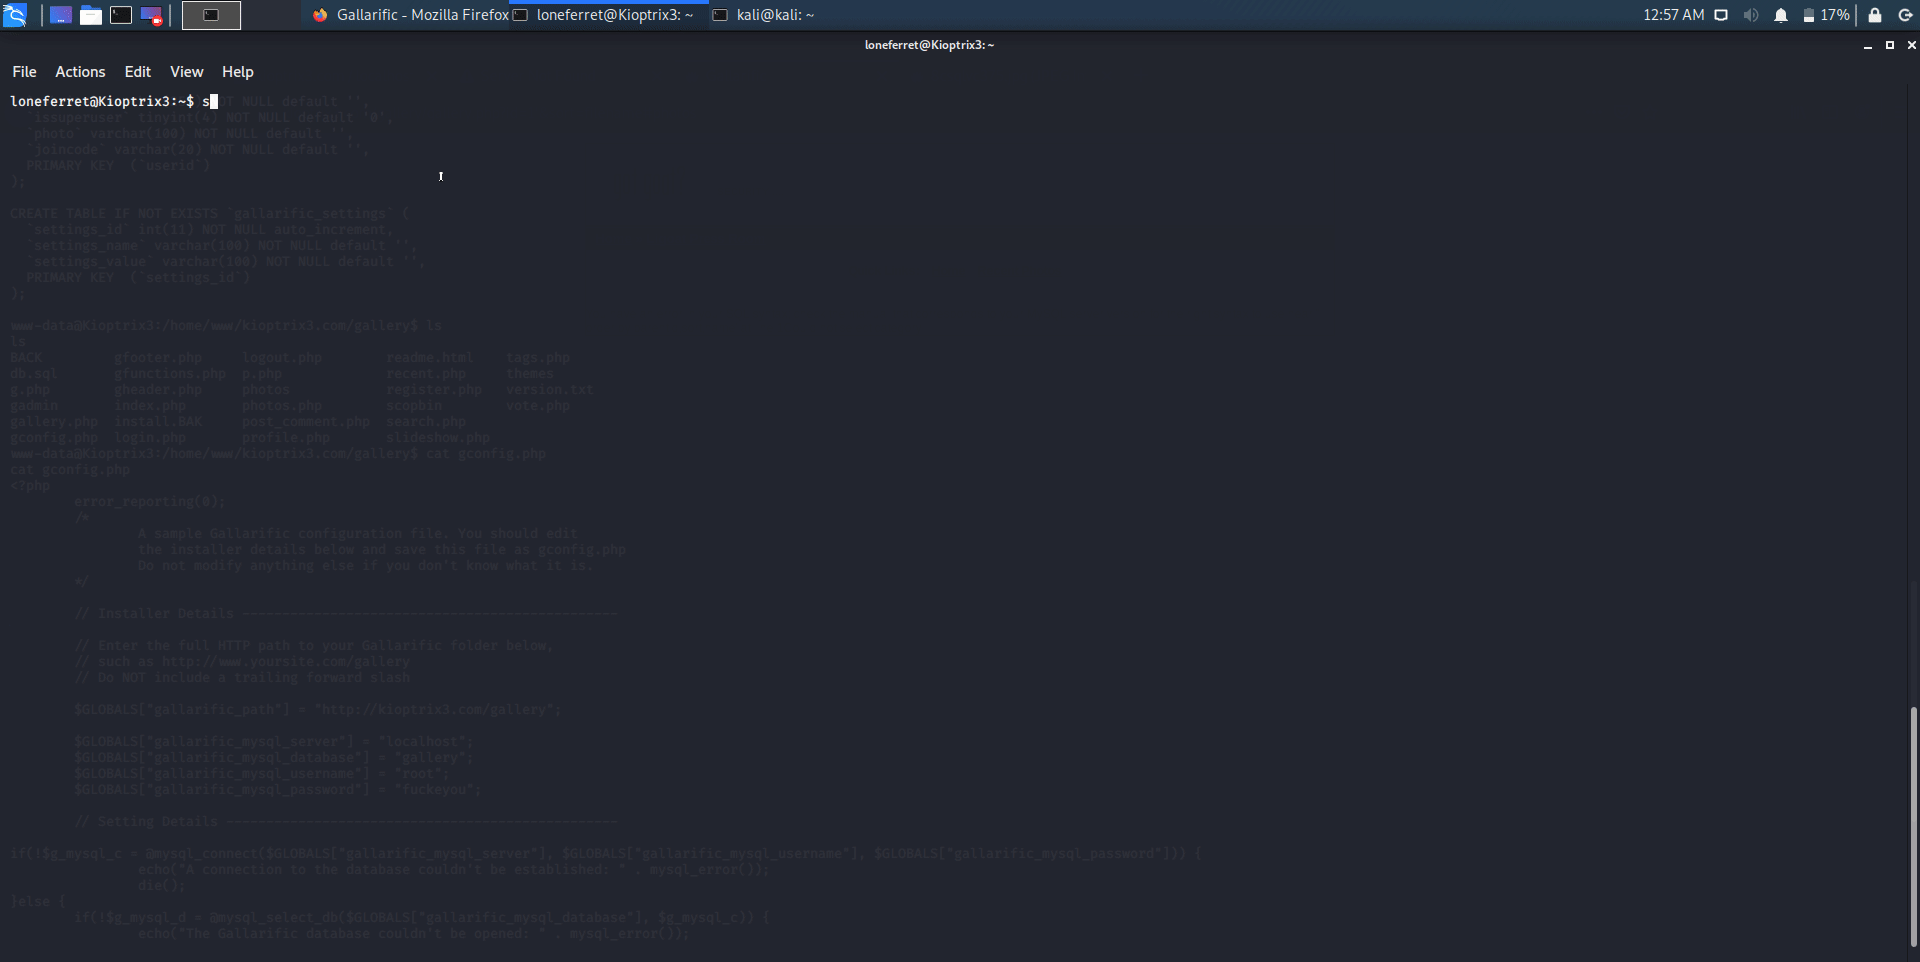 Gallarific - Mozilla Firefox
loneferret@Kioptrix3: ~
kali@kali: ~
12:57 AM
17%
loneferret@Kioptrix3: ~
File Actions Edit View Help
loneferret@Kioptrix3:~$ s NOT NULL default '',
`issuperuser` tinyint(4) NOT NULL default '0',
`photo` varchar(100) NOT NULL default '',
`joincode` varchar(20) NOT NULL default '',
PRIMARY KEY  (`userid`)
);
CREATE TABLE IF NOT EXISTS `gallarific_settings` (
`settings_id` int(11) NOT NULL auto_increment,
`settings_name` varchar(100) NOT NULL default '',
`settings_value` varchar(100) NOT NULL default '',
PRIMARY KEY  (`settings_id`)
);
www-data@Kioptrix3:/home/www/kioptrix3.com/gallery$ ls
ls
BACK gfooter.php logout.php readme.html tags.php
db.sql gfunctions.php p.php recent.php themes
g.php gheader.php photos register.php version.txt
gadmin index.php photos.php scopbin vote.php
gallery.php install.BAK post_comment.php search.php
gconfig.php login.php profile.php slideshow.php
www-data@Kioptrix3:/home/www/kioptrix3.com/gallery$ cat gconfig.php
cat gconfig.php
<?php
error_reporting(0);
/*
A sample Gallarific configuration file. You should edit
the installer details below and save this file as gconfig.php
Do not modify anything else if you don't know what it is.
*/
// Installer Details -----------------------------------------------
// Enter the full HTTP path to your Gallarific folder below,
// such as http://www.yoursite.com/gallery
// Do NOT include a trailing forward slash
$GLOBALS["gallarific_path"] = "http://kioptrix3.com/gallery";
$GLOBALS["gallarific_mysql_server"] = "localhost";
$GLOBALS["gallarific_mysql_database"] = "gallery";
$GLOBALS["gallarific_mysql_username"] = "root";
$GLOBALS["gallarific_mysql_password"] = "fuckeyou";
// Setting Details -------------------------------------------------
if(!$g_mysql_c = @mysql_connect($GLOBALS["gallarific_mysql_server"], $GLOBALS["gallarific_mysql_username"], $GLOBALS["gallarific_mysql_password"])) {
echo("A connection to the database couldn't be established: " . mysql_error());
die();
}else {
if(!$g_mysql_d = @mysql_select_db($GLOBALS["gallarific_mysql_database"], $g_mysql_c)) {
echo("The Gallarific database couldn't be opened: " . mysql_error());